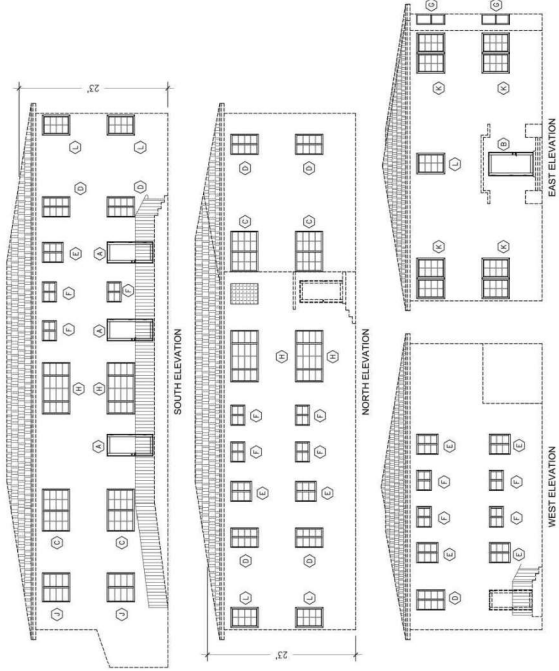 23'
J C H F F E D L
J C A H A F A D L
SOUTH ELEVATION
23'
L D E F F H C D
L D E F F H C D
NORTH ELEVATION
D E F F E
E F F E
WEST ELEVATION
K L K G
K B K G
EAST ELEVATION